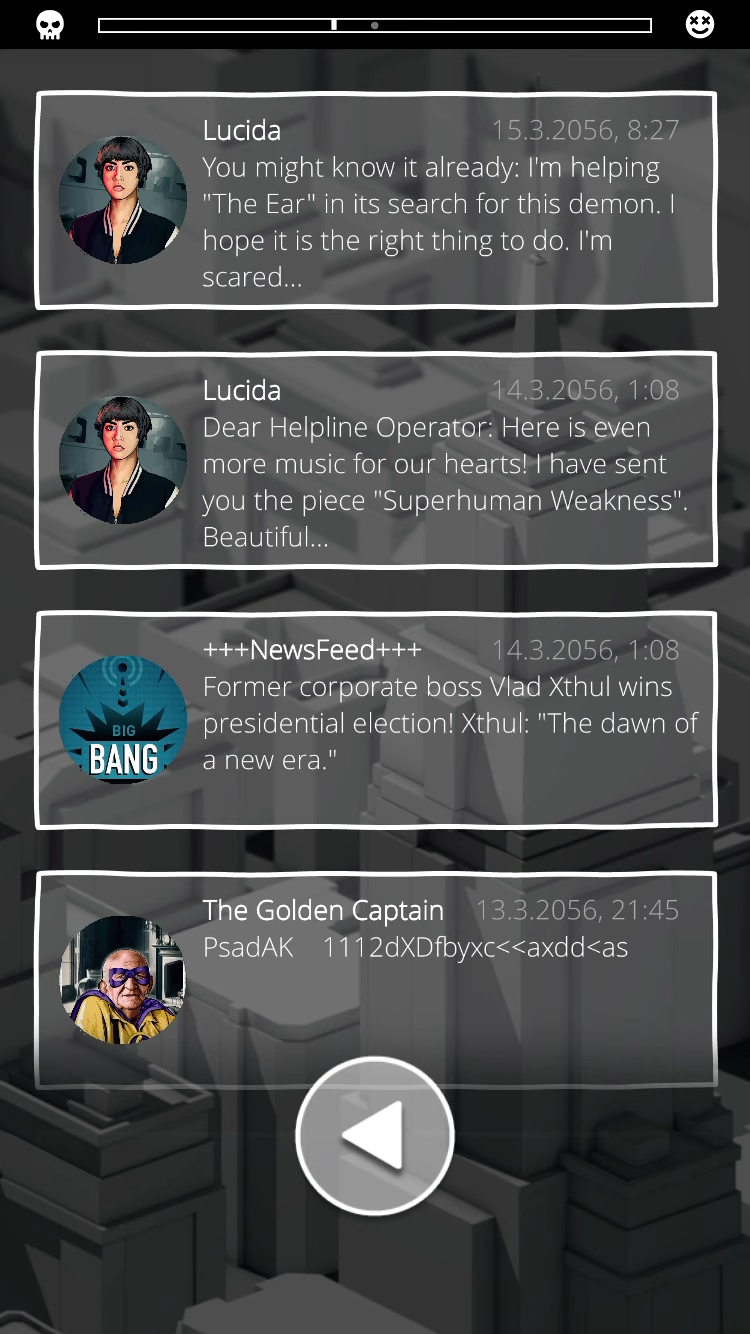 Lucida 15.3.2056, 8:27
You might know it already: I'm helping
"The Ear" in its search for this demon. I
hope it is the right thing to do. I'm
scared...
Lucida 14.3.2056, 1:08
Dear Helpline Operator: Here is even
more music for our hearts! I have sent
you the piece "Superhuman Weakness".
Beautiful...
+++NewsFeed+++ 14.3.2056, 1:08
Former corporate boss Vlad Xthul wins
presidential election! Xthul: "The dawn of
a new era."
BIG
BANG
The Golden Captain 13.3.2056, 21:45
PsadAK 1112dXDfbyxc<<axdd<as